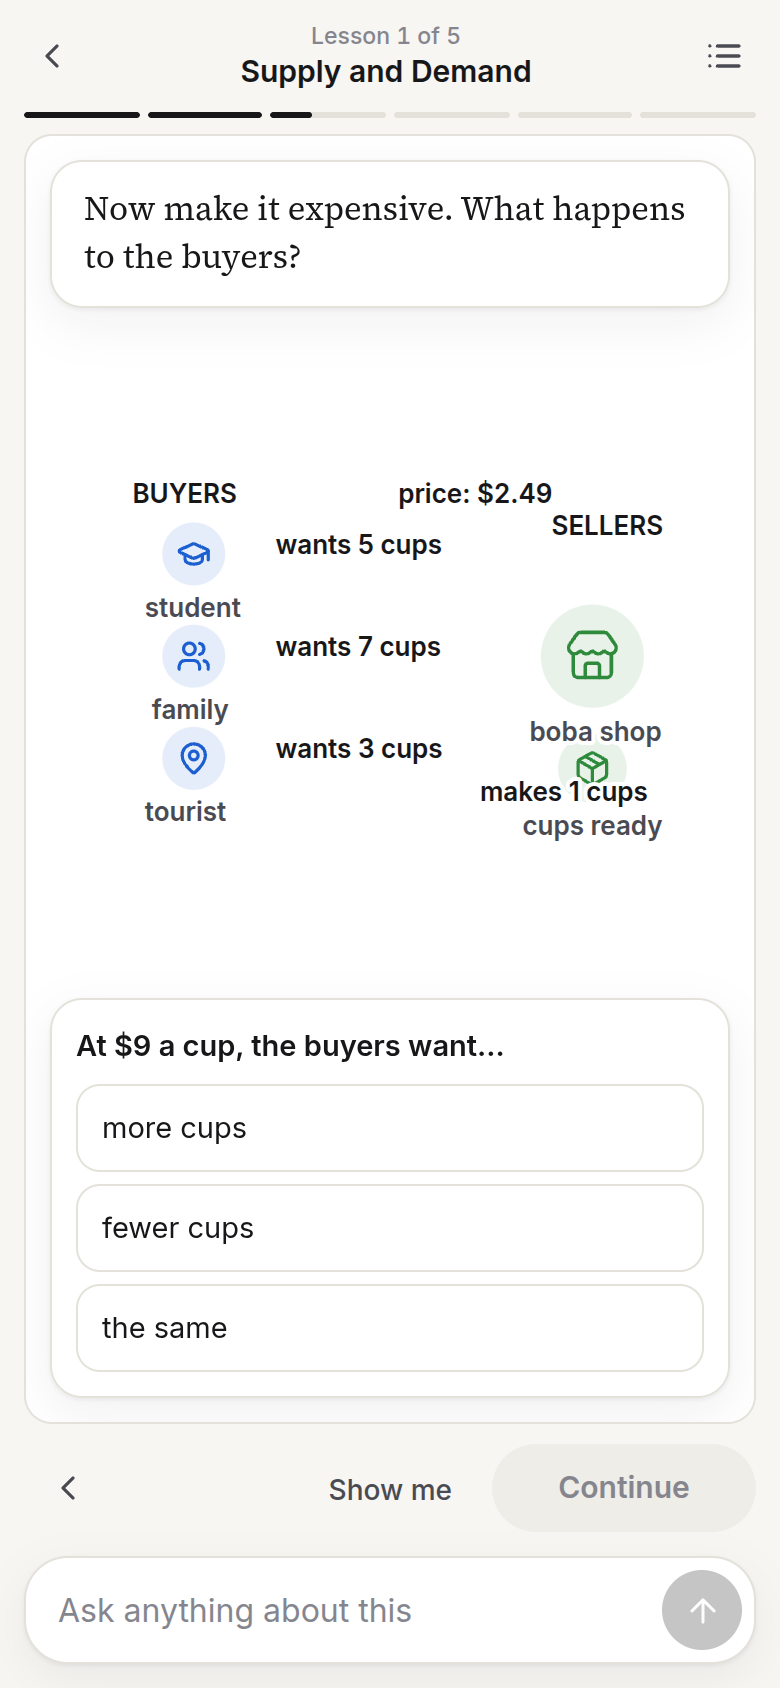 Lesson 1 of 5
Supply and Demand
Now make it expensive. What happens
to the buyers?
BUYERS
price: $2.49
SELLERS
wants 5 cups
student
wants 7 cups
family
boba shop
wants 3 cups
makes 1 cups
tourist
cups ready
At $9 a cup, the buyers want...
more cups
fewer cups
the same
Show me
Continue
Ask anything about this